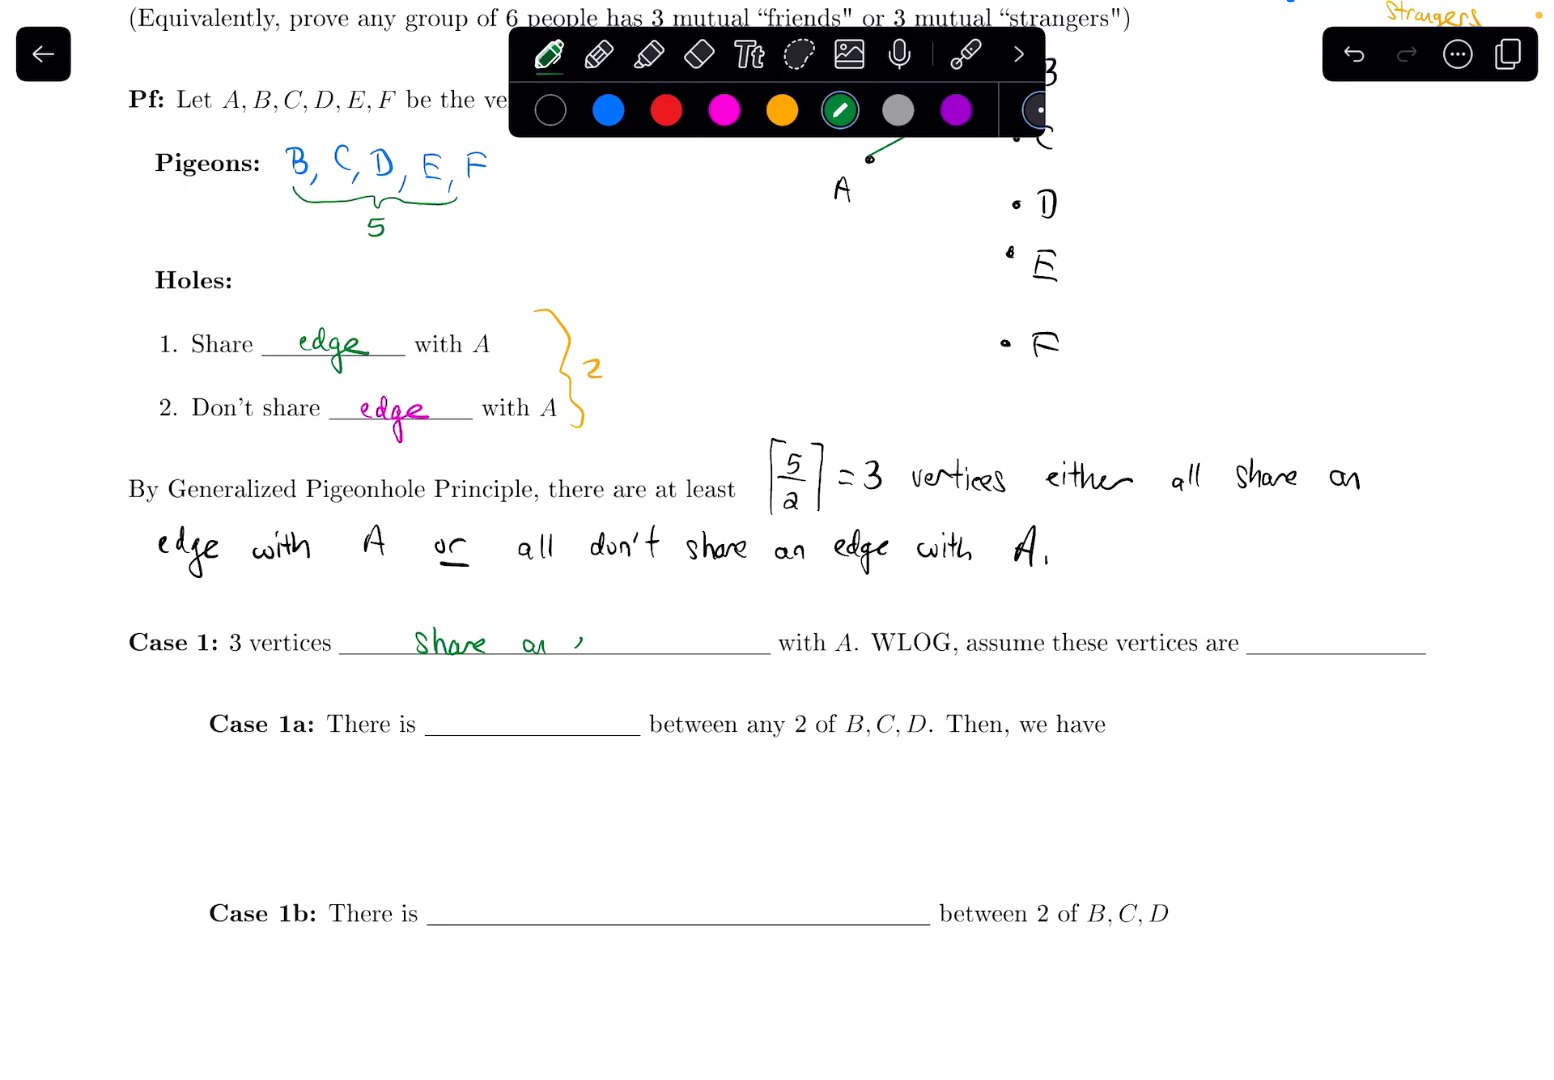 (Equivalently, prove any group of 6 people has 3 mutual “friends" or 3 mutual “strangers")
Strangers
Tt
Pf: Let A, B, C, D, E, F be the ve
B
C
Pigeons: B, C, D, E, F
5
A
D
E
F
Holes:
1. Share edge with A
2. Don't share edge with A
2
By Generalized Pigeonhole Principle, there are at least ⌈5/2⌉ = 3 vertices either all share an
edge with A or all don't share an edge with A.
Case 1: 3 vertices share an with A. WLOG, assume these vertices are
Case 1a: There is between any 2 of B, C, D. Then, we have
Case 1b: There is between 2 of B, C, D